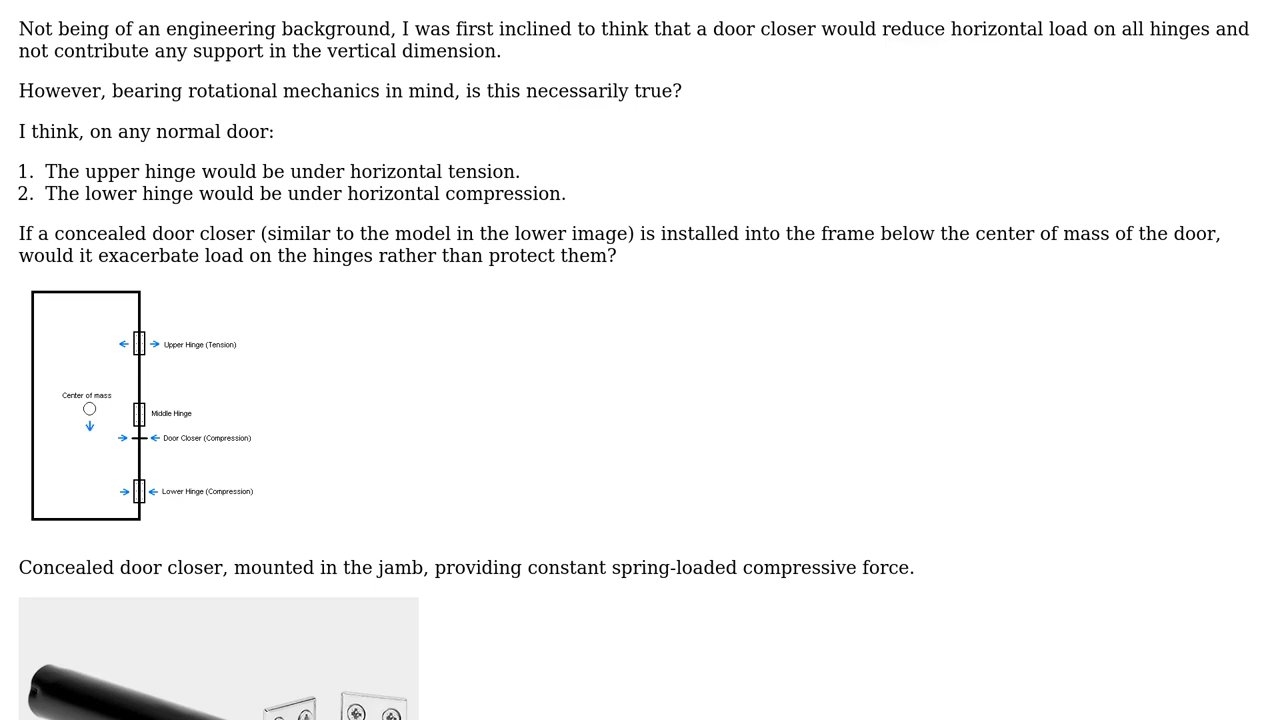 Not being of an engineering background, I was first inclined to think that a door closer would reduce horizontal load on all hinges and
not contribute any support in the vertical dimension.
However, bearing rotational mechanics in mind, is this necessarily true?
I think, on any normal door:
1. The upper hinge would be under horizontal tension.
2. The lower hinge would be under horizontal compression.
If a concealed door closer (similar to the model in the lower image) is installed into the frame below the center of mass of the door,
would it exacerbate load on the hinges rather than protect them?
Upper Hinge (Tension)
Center of mass
Middle Hinge
Door Closer (Compression)
Lower Hinge (Compression)
Concealed door closer, mounted in the jamb, providing constant spring-loaded compressive force.